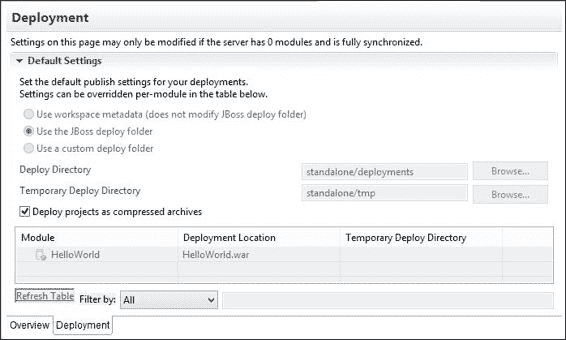 Deployment
Settings on this page may only be modified if the server has 0 modules and is fully synchronized.
Default Settings
Set the default publish settings for your deployments.
Settings can be overridden per-module in the table below.
Use workspace metadata (does not modify JBoss deploy folder)
Use the JBoss deploy folder
Use a custom deploy folder
Deploy Directory standalone/deployments Browse...
Temporary Deploy Directory standalone/tmp Browse...
Deploy projects as compressed archives
Module Deployment Location Temporary Deploy Directory
HelloWorld HelloWorld.war
Refresh Table Filter by: All
Overview Deployment